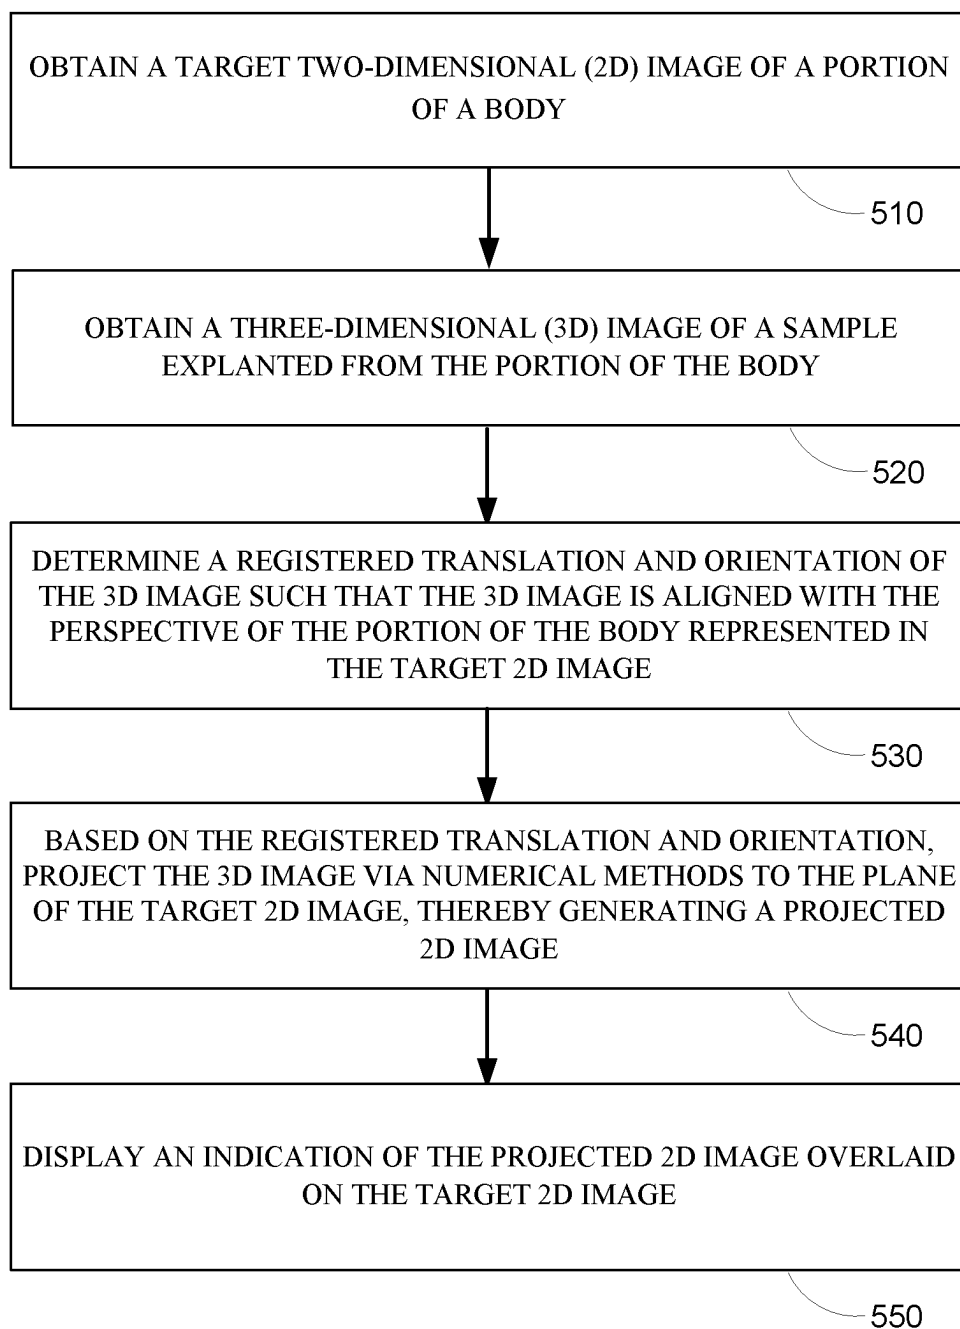 OBTAIN A TARGET TWO-DIMENSIONAL (2D) IMAGE OF A PORTION
OF A BODY
510
OBTAIN A THREE-DIMENSIONAL (3D) IMAGE OF A SAMPLE
EXPLANTED FROM THE PORTION OF THE BODY
520
DETERMINE A REGISTERED TRANSLATION AND ORIENTATION OF
THE 3D IMAGE SUCH THAT THE 3D IMAGE IS ALIGNED WITH THE
PERSPECTIVE OF THE PORTION OF THE BODY REPRESENTED IN
THE TARGET 2D IMAGE
530
BASED ON THE REGISTERED TRANSLATION AND ORIENTATION,
PROJECT THE 3D IMAGE VIA NUMERICAL METHODS TO THE PLANE
OF THE TARGET 2D IMAGE, THEREBY GENERATING A PROJECTED
2D IMAGE
540
DISPLAY AN INDICATION OF THE PROJECTED 2D IMAGE OVERLAID
ON THE TARGET 2D IMAGE
550